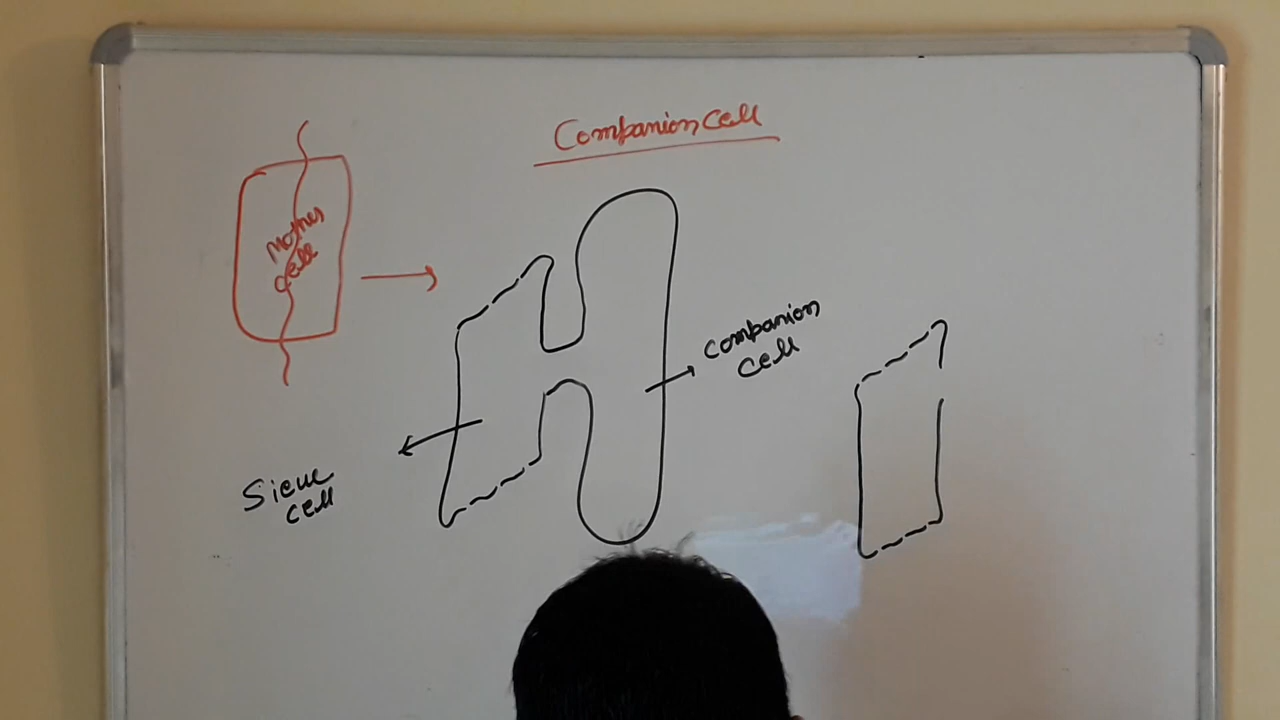 Companion Cell
Mother
cell
Companion
cell
Sieve
cell